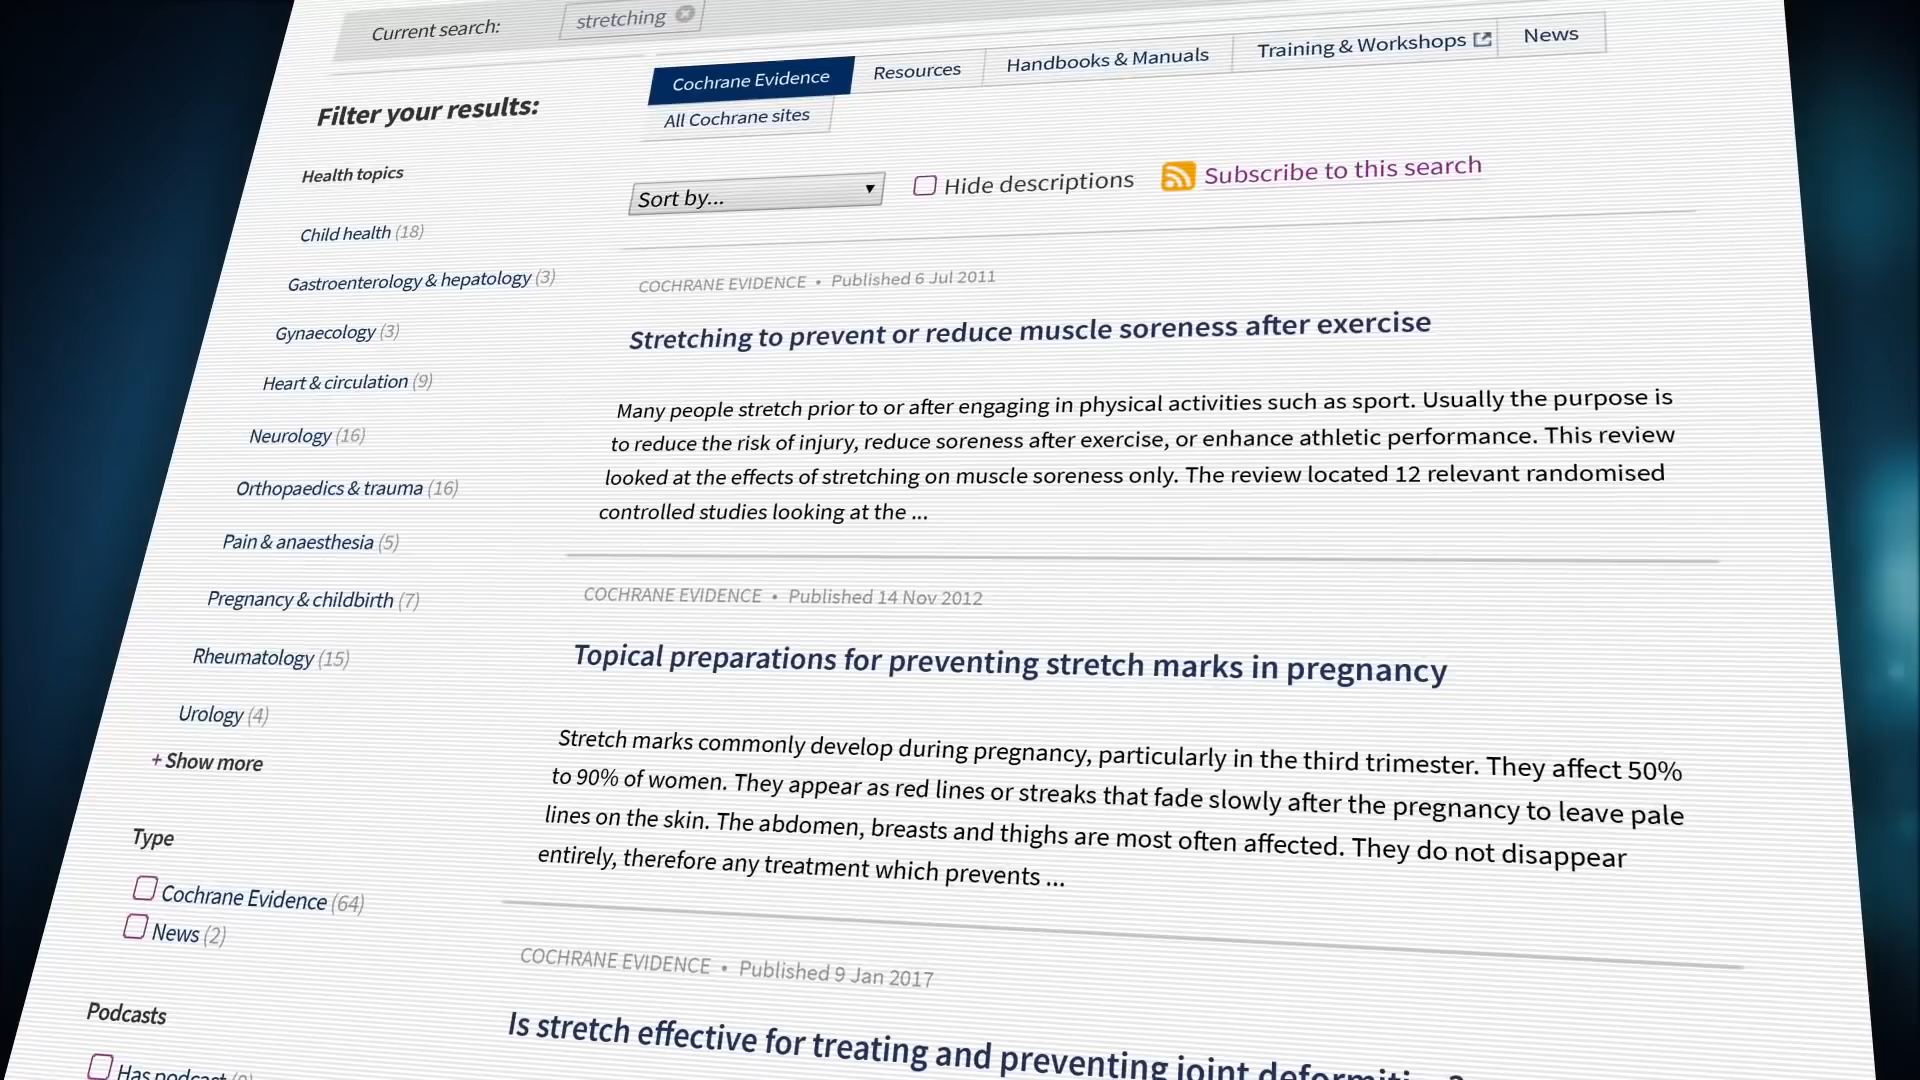 Current search:
stretching
Cochrane Evidence
Resources
Handbooks & Manuals
Training & Workshops
News
All Cochrane sites
Filter your results:
Health topics
Child health (18)
Gastroenterology & hepatology (3)
Gynaecology (3)
Heart & circulation (9)
Neurology (16)
Orthopaedics & trauma (16)
Pain & anaesthesia (5)
Pregnancy & childbirth (7)
Rheumatology (15)
Urology (4)
+ Show more
Type
Cochrane Evidence (64)
News (2)
Podcasts
Has podcast
Sort by...
Hide descriptions
Subscribe to this search
COCHRANE EVIDENCE • Published 6 Jul 2011
Stretching to prevent or reduce muscle soreness after exercise
Many people stretch prior to or after engaging in physical activities such as sport. Usually the purpose is
to reduce the risk of injury, reduce soreness after exercise, or enhance athletic performance. This review
looked at the effects of stretching on muscle soreness only. The review located 12 relevant randomised
controlled studies looking at the ...
COCHRANE EVIDENCE • Published 14 Nov 2012
Topical preparations for preventing stretch marks in pregnancy
Stretch marks commonly develop during pregnancy, particularly in the third trimester. They affect 50%
to 90% of women. They appear as red lines or streaks that fade slowly after the pregnancy to leave pale
lines on the skin. The abdomen, breasts and thighs are most often affected. They do not disappear
entirely, therefore any treatment which prevents ...
COCHRANE EVIDENCE • Published 9 Jan 2017
Is stretch effective for treating and preventing joint deformities?